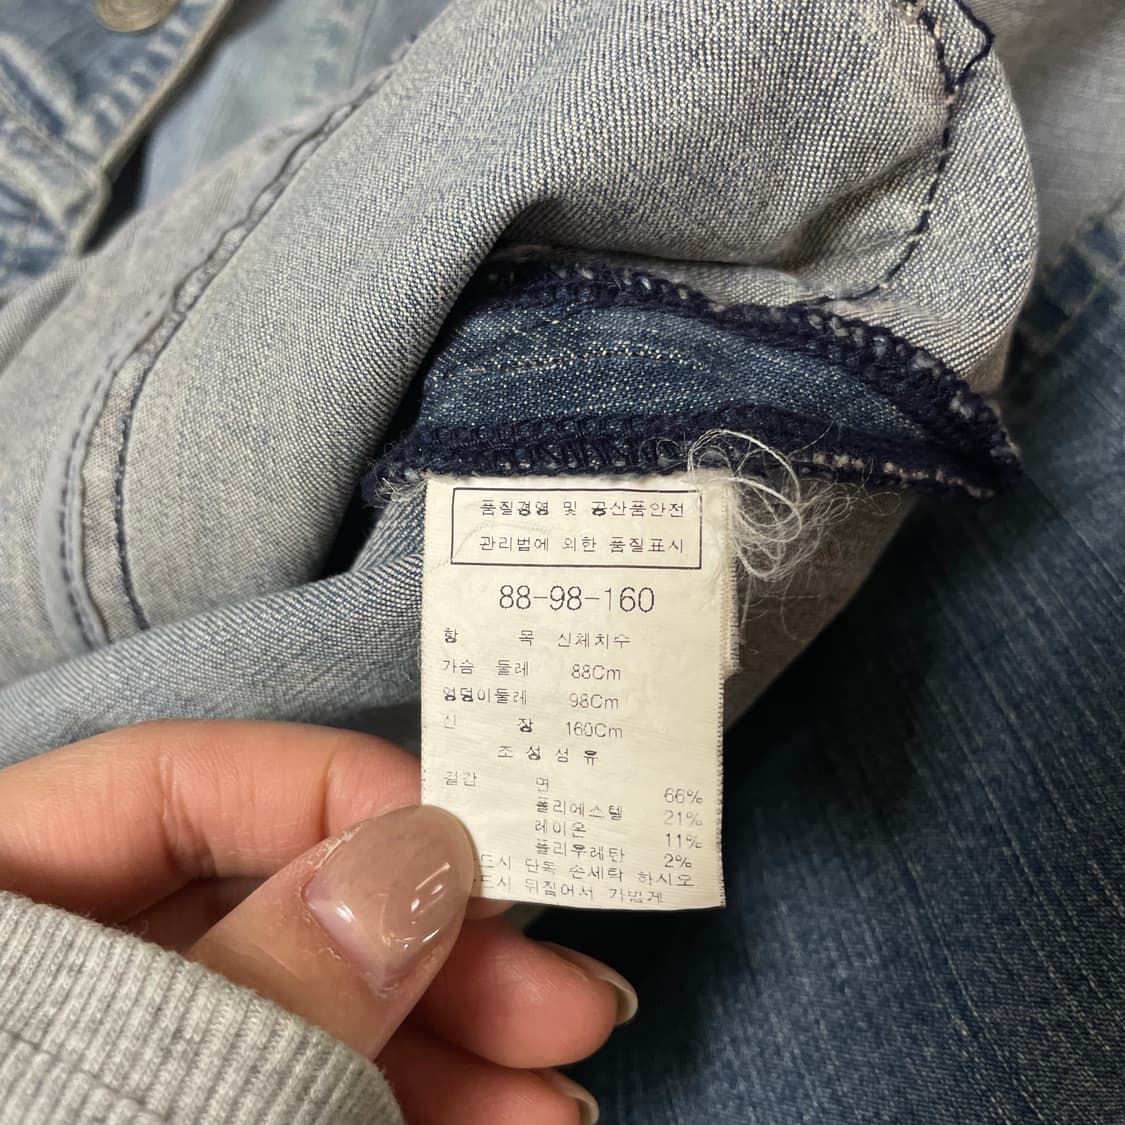 품질경영 및 공산품안전
관리법에 의한 품질표시
88-98-160
항 목 신체치수
가슴 둘레 88Cm
엉덩이둘레 98Cm
신 장 160Cm
조성섬유
겉감 면 66%
폴리에스텔 21%
레이온 11%
폴리우레탄 2%
드시 단독 손세탁 하시오
드시 뒤집어서 가볍게